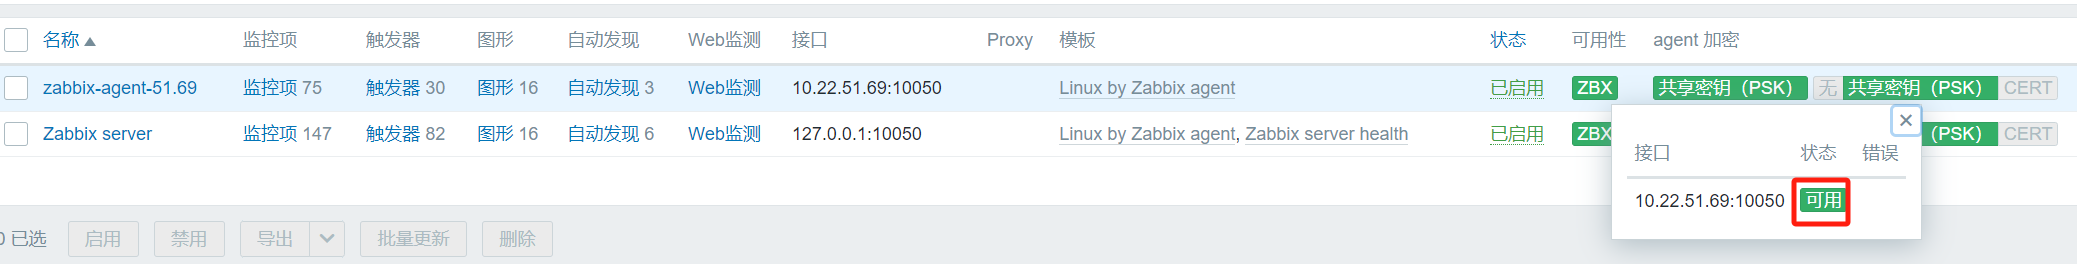 名称 监控项 触发器 图形 自动发现 Web监测 接口 Proxy 模板 状态 可用性 agent 加密
zabbix-agent-51.69 监控项 75 触发器 30 图形 16 自动发现 3 Web监测 10.22.51.69:10050 Linux by Zabbix agent 已启用 ZBX 共享密钥（PSK） 无 共享密钥（PSK） CERT
Zabbix server 监控项 147 触发器 82 图形 16 自动发现 6 Web监测 127.0.0.1:10050 Linux by Zabbix agent, Zabbix server health 已启用 ZBX （PSK） CERT
接口 状态 错误
10.22.51.69:10050 可用
0 已选 启用 禁用 导出 批量更新 删除